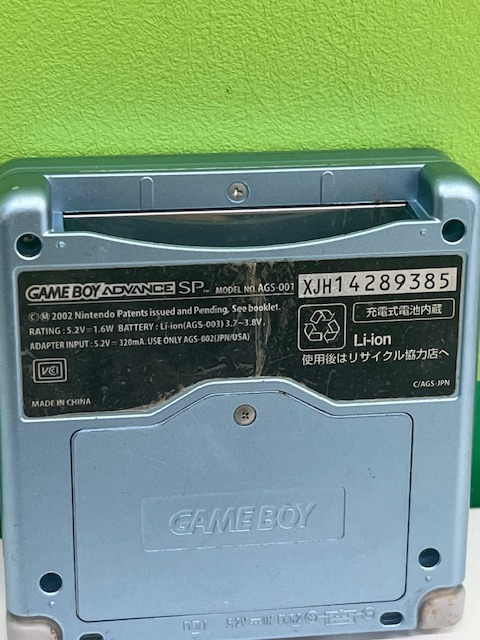 GAME BOY ADVANCE SP™ MODEL NO. AGS-001 XJH14289385
©Ⓜ 2002 Nintendo Patents issued and Pending, See booklet.
RATING : 5.2V⎓1.6W BATTERY : Li-ion(AGS-003) 3.7~3.8V⎓
ADAPTER INPUT : 5.2V⎓320mA. USE ONLY AGS-002(JPN/USA)
充電式電池内蔵
Li-ion
使用後はリサイクル協力店へ
VCI
MADE IN CHINA
C/AGS-JPN
GAME BOY